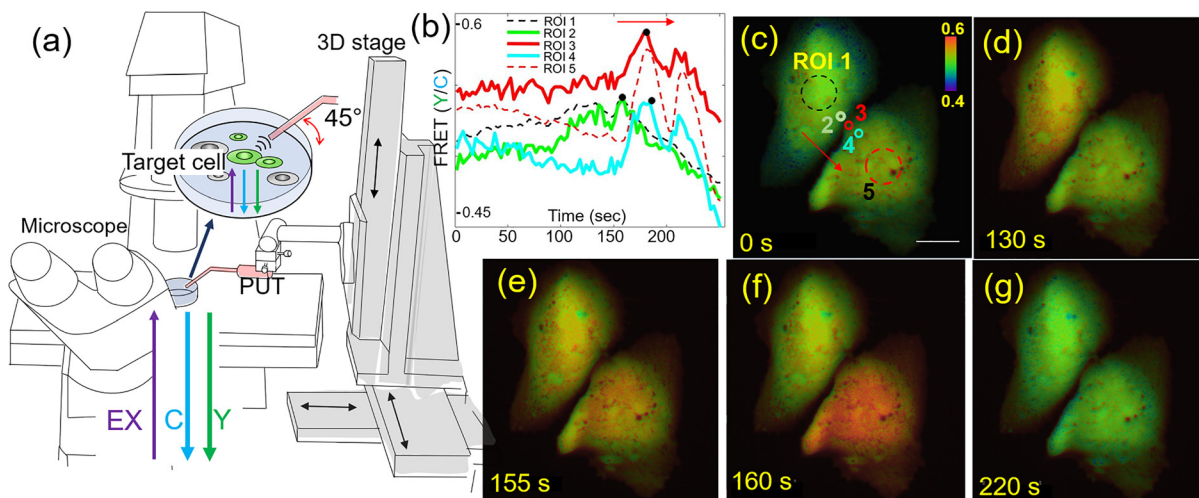 (a)
3D stage
45°
Target cell
Microscope
PUT
EX
C
Y
(b)
0.6
ROI 1
ROI 2
ROI 3
ROI 4
ROI 5
FRET (Y/C)
-0.45
Time (sec)
0 50 100 150 200
(c)
0.6
0.4
ROI 1
2
3
4
5
0 s
(d)
130 s
(e)
155 s
(f)
160 s
(g)
220 s